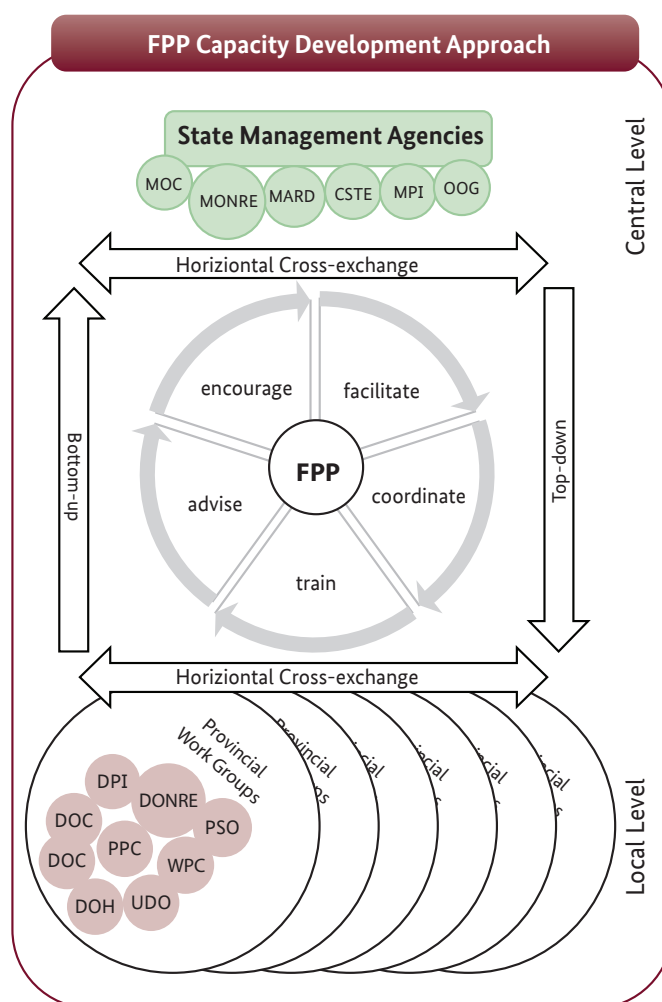 FPP Capacity Development Approach
State Management Agencies
MOC
MONRE
MARD
CSTE
MPI
OOG
Central Level
Horiziontal Cross-exchange
encourage
facilitate
Bottom-up
FPP
Top-down
advise
coordinate
train
Horiziontal Cross-exchange
Provincial
Work Groups
DPI
DONRE
DOC
PSO
PPC
DOC
WPC
DOH
UDO
Local Level